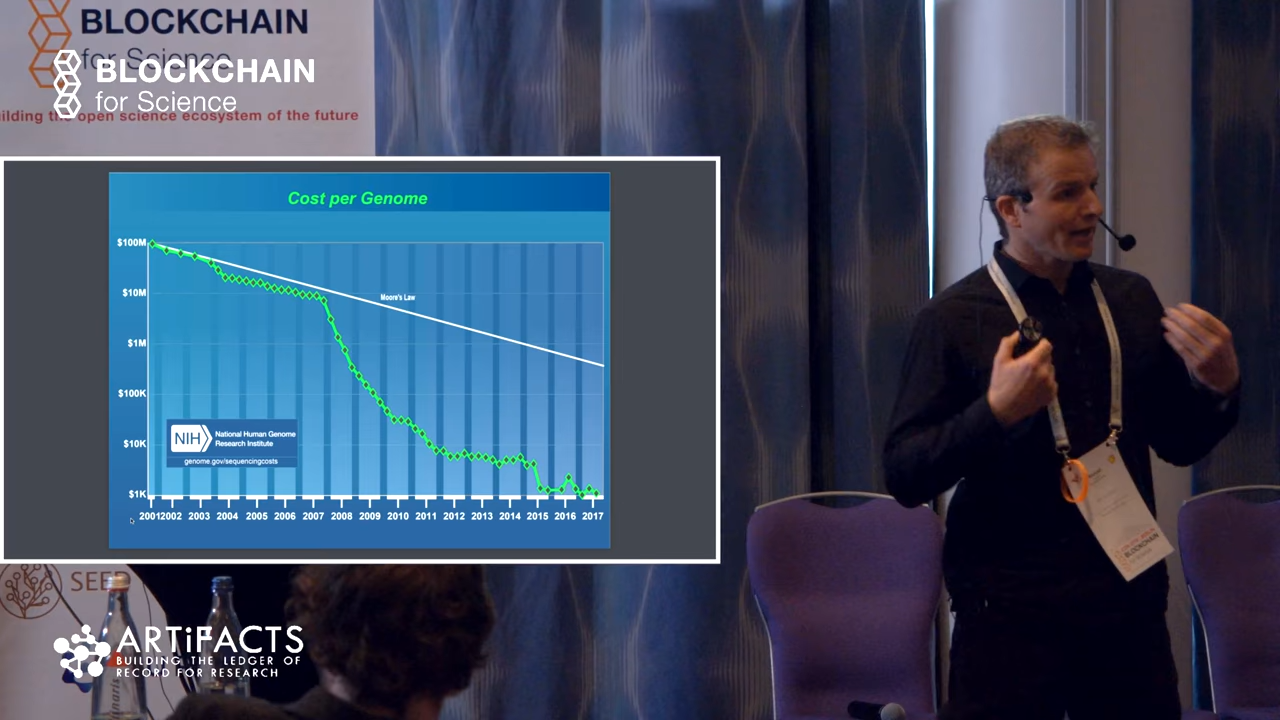 BLOCKCHAIN
for Science
BLOCKCHAIN
for Science
ilding the open science ecosystem of the future
Cost per Genome
$100M
$10M
$1M
$100K
$10K
$1K
Moore's Law
NIH
National Human Genome
Research Institute
genome.gov/sequencingcosts
2001 2002 2003 2004 2005 2006 2007 2008 2009 2010 2011 2012 2013 2014 2015 2016 2017
BLOCKCHAIN
SEED
ARTiFACTS
BUILDING THE LEDGER OF
RECORD FOR RESEARCH